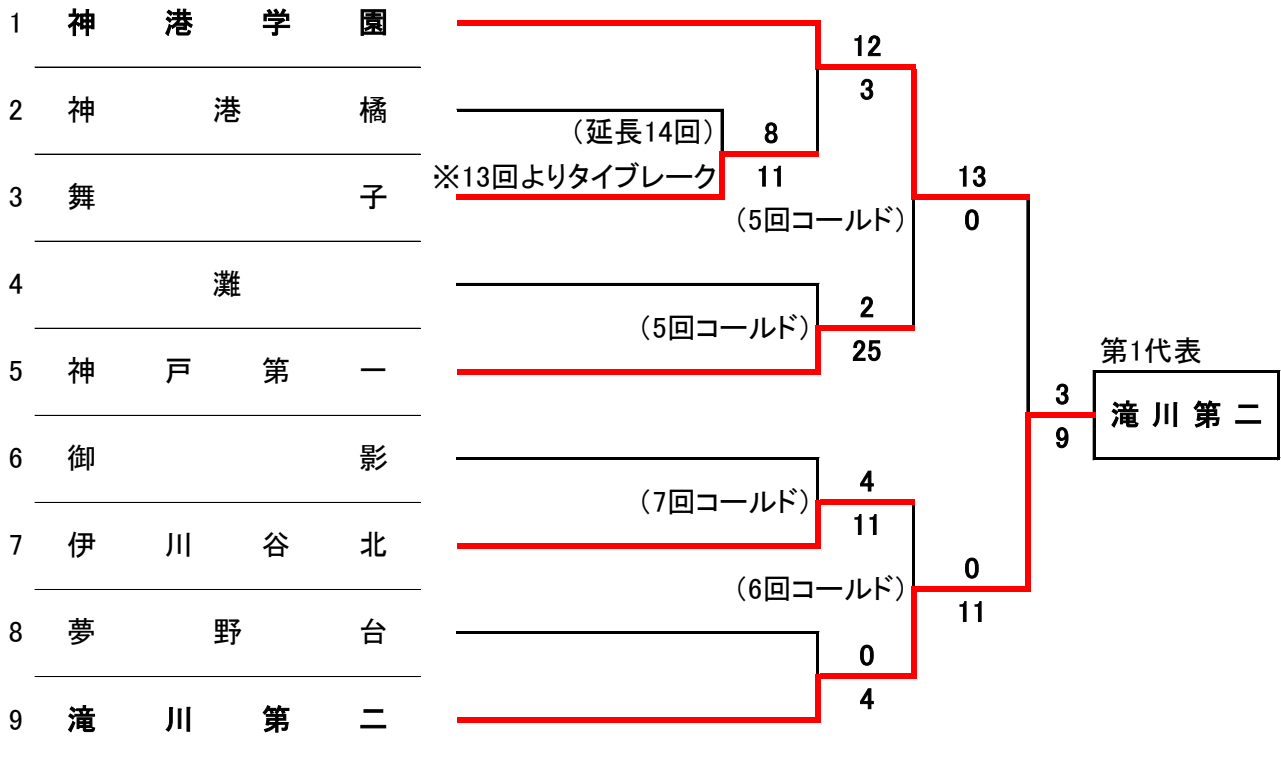 1 神港学園
12
3
2 神港橘
(延長14回)
8
※13回よりタイブレーク
11
3 舞子
13
(5回コールド)
0
4 灘
2
(5回コールド)
25
5 神戸第一
第1代表
3
滝川第二
9
6 御影
4
(7回コールド)
11
7 伊川谷北
0
(6回コールド)
11
8 夢野台
0
4
9 滝川第二